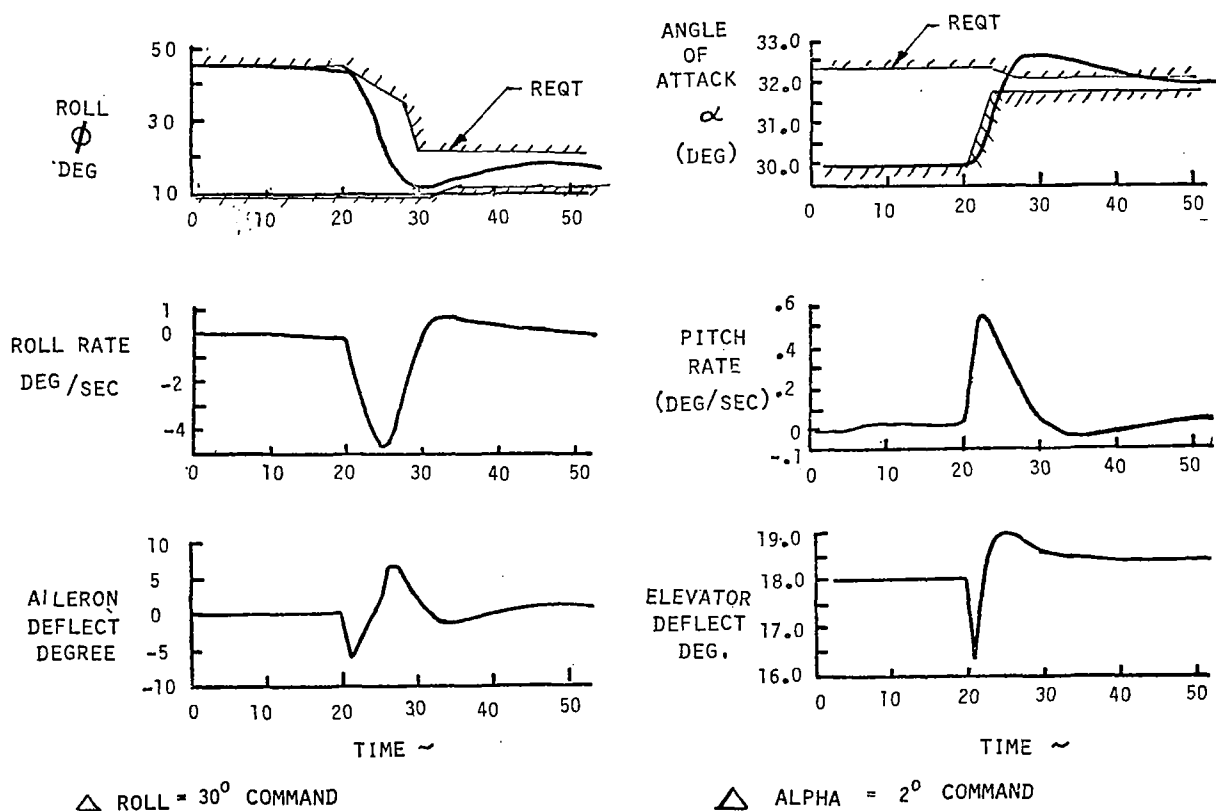 50
30
10
ROLL
ϕ
DEG
REQT
0 10 20 30 40 50
ANGLE
OF
ATTACK
α
(DEG)
33.0
32.0
31.0
30.0
REQT
0 10 20 30 40 50
ROLL RATE
DEG/SEC
1
0
-2
-4
0 10 20 30 40 50
PITCH
RATE
(DEG/SEC)
.6
.4
.2
0
-.1
0 10 20 30 40 50
AILERON
DEFLECT
DEGREE
10
5
0
-5
-10
0 10 20 30 40 50
TIME ~
ELEVATOR
DEFLECT
DEG.
19.0
18.0
17.0
16.0
0 10 20 30 40 50
TIME ~
△ ROLL = 30° COMMAND
△ ALPHA = 2° COMMAND